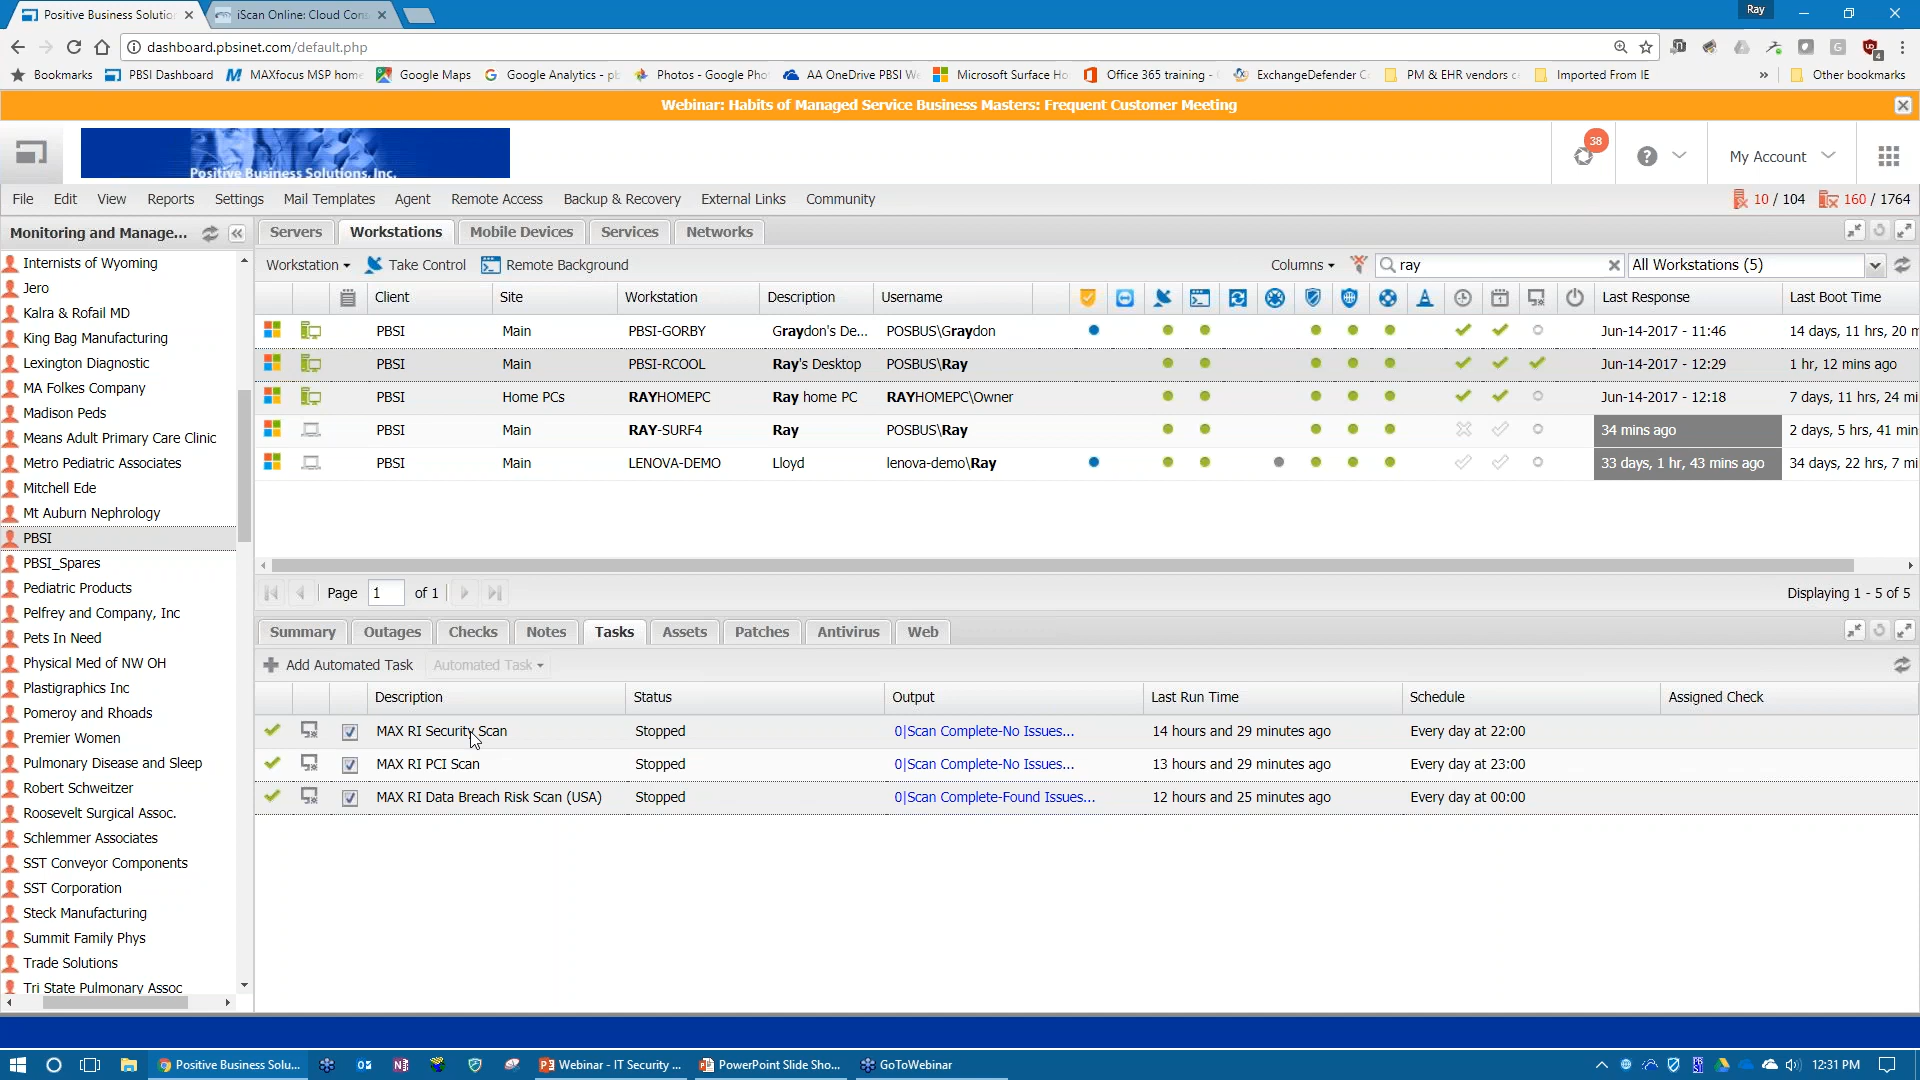 Positive Business Solution
iScan Online: Cloud Cons
Ray
dashboard.pbsinet.com/default.php
Bookmarks PBSI Dashboard MAXfocus MSP home Google Maps Google Analytics - pb Photos - Google Pho AA OneDrive PBSI W Microsoft Surface Ho Office 365 training - ExchangeDefender C PM & EHR vendors c Imported From IE » Other bookmarks
Webinar: Habits of Managed Service Business Masters: Frequent Customer Meeting
Positive Business Solutions, Inc.
38
My Account
File Edit View Reports Settings Mail Templates Agent Remote Access Backup & Recovery External Links Community 10 / 104 160 / 1764
Monitoring and Manage...
Internists of Wyoming
Jero
Kalra & Rofail MD
King Bag Manufacturing
Lexington Diagnostic
MA Folkes Company
Madison Peds
Means Adult Primary Care Clinic
Metro Pediatric Associates
Mitchell Ede
Mt Auburn Nephrology
PBSI
PBSI_Spares
Pediatric Products
Pelfrey and Company, Inc
Pets In Need
Physical Med of NW OH
Plastigraphics Inc
Pomeroy and Rhoads
Premier Women
Pulmonary Disease and Sleep
Robert Schweitzer
Roosevelt Surgical Assoc.
Schlemmer Associates
SST Conveyor Components
SST Corporation
Steck Manufacturing
Summit Family Phys
Trade Solutions
Tri State Pulmonary Assoc
Servers Workstations Mobile Devices Services Networks
Workstation Take Control Remote Background Columns ray All Workstations (5)
Client Site Workstation Description Username Last Response Last Boot Time
PBSI Main PBSI-GORBY Graydon's De... POSBUS\Graydon Jun-14-2017 - 11:46 14 days, 11 hrs, 20 m
PBSI Main PBSI-RCOOL Ray's Desktop POSBUS\Ray Jun-14-2017 - 12:29 1 hr, 12 mins ago
PBSI Home PCs RAYHOMEPC Ray home PC RAYHOMEPC\Owner Jun-14-2017 - 12:18 7 days, 11 hrs, 24 mi
PBSI Main RAY-SURF4 Ray POSBUS\Ray 34 mins ago 2 days, 5 hrs, 41 min
PBSI Main LENOVA-DEMO Lloyd lenova-demo\Ray 33 days, 1 hr, 43 mins ago 34 days, 22 hrs, 7 mi
Page 1 of 1 Displaying 1 - 5 of 5
Summary Outages Checks Notes Tasks Assets Patches Antivirus Web
Add Automated Task Automated Task
Description Status Output Last Run Time Schedule Assigned Check
MAX RI Security Scan Stopped 0|Scan Complete-No Issues... 14 hours and 29 minutes ago Every day at 22:00
MAX RI PCI Scan Stopped 0|Scan Complete-No Issues... 13 hours and 29 minutes ago Every day at 23:00
MAX RI Data Breach Risk Scan (USA) Stopped 0|Scan Complete-Found Issues... 12 hours and 25 minutes ago Every day at 00:00
Positive Business Solu... Webinar - IT Security ... PowerPoint Slide Sho... GoToWebinar 12:31 PM